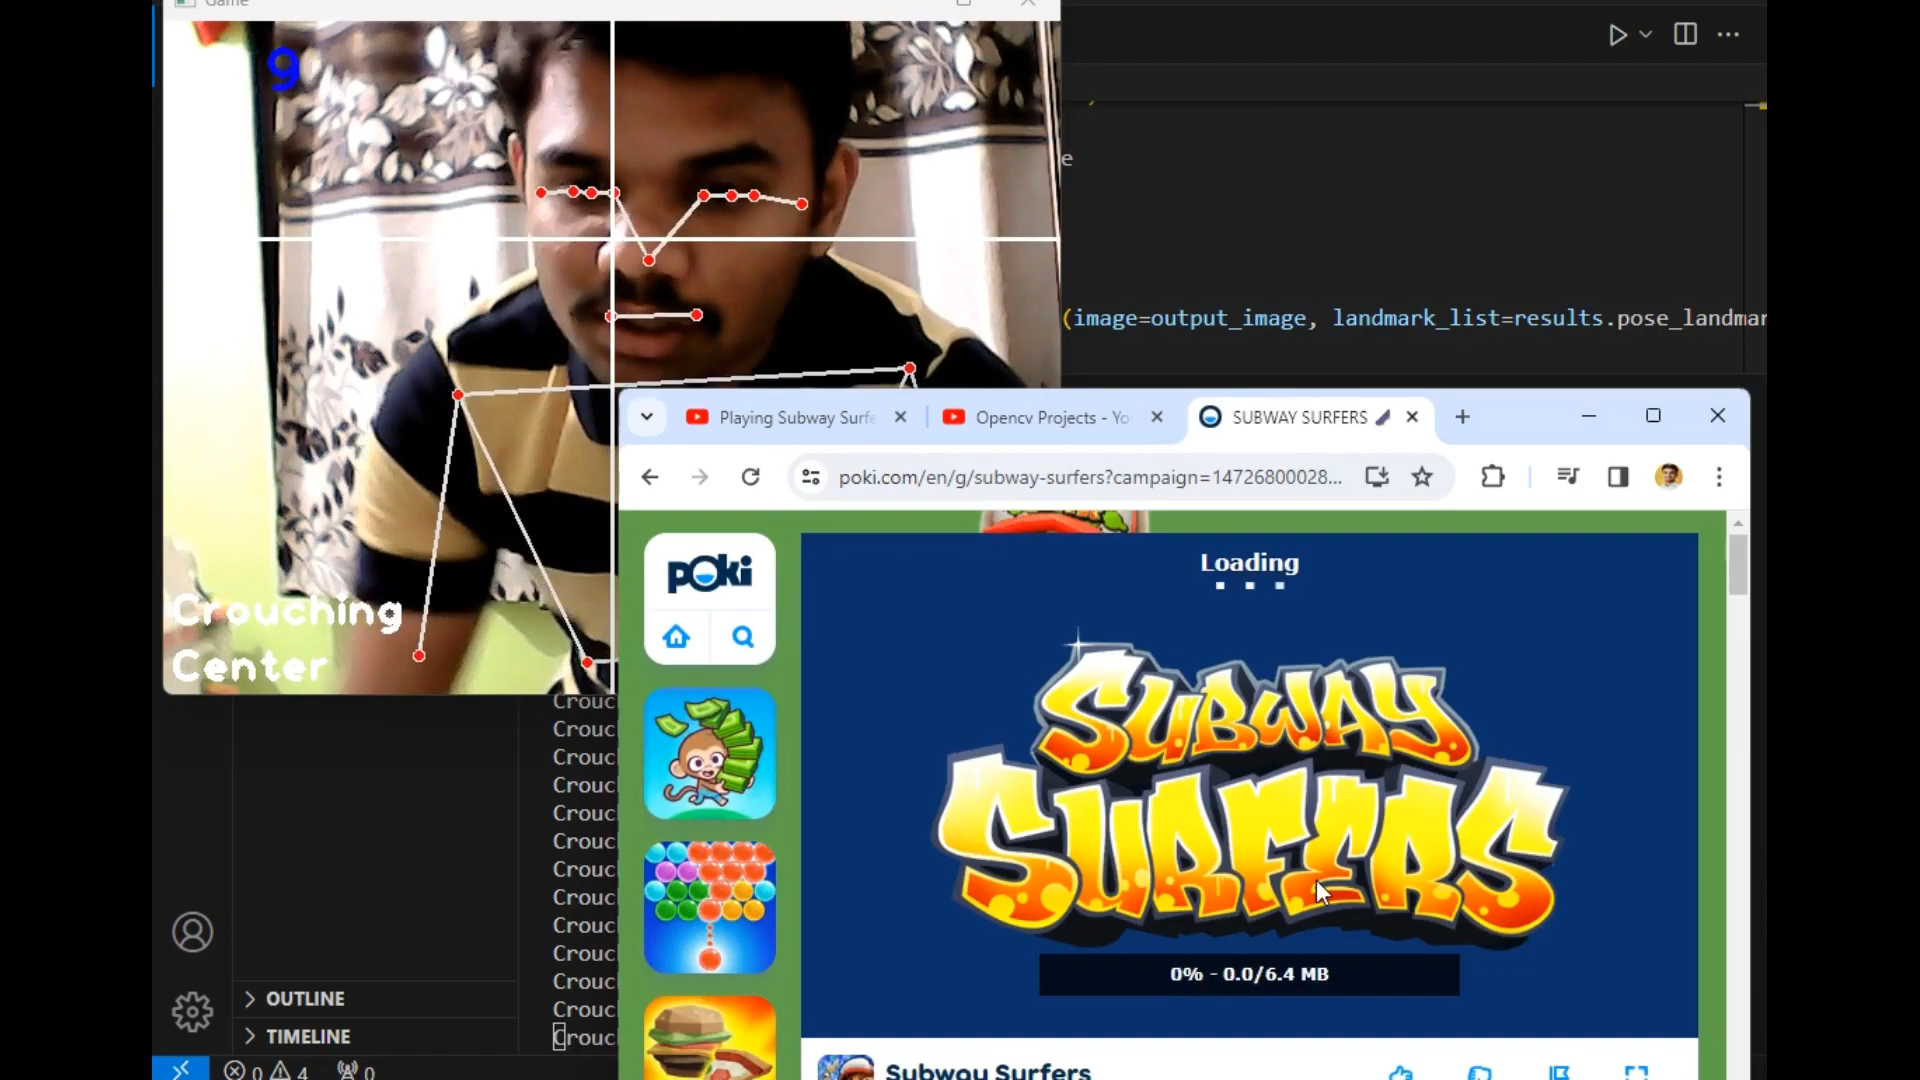 Game
9
Crouching
Center
e
(image=output_image, landmark_list=results.pose_landmar
Playing Subway Surfe
Opencv Projects - Yo
SUBWAY SURFERS
poki.com/en/g/subway-surfers?campaign=14726800028...
poki
Loading
SUBWAY
SURFERS
0% - 0.0/6.4 MB
Subway Surfers
Crouc
Crouc
Crouc
Crouc
Crouc
Crouc
Crouc
Crouc
Crouc
Crouc
Crouc
Crouc
Crouc
OUTLINE
TIMELINE
0 4 0